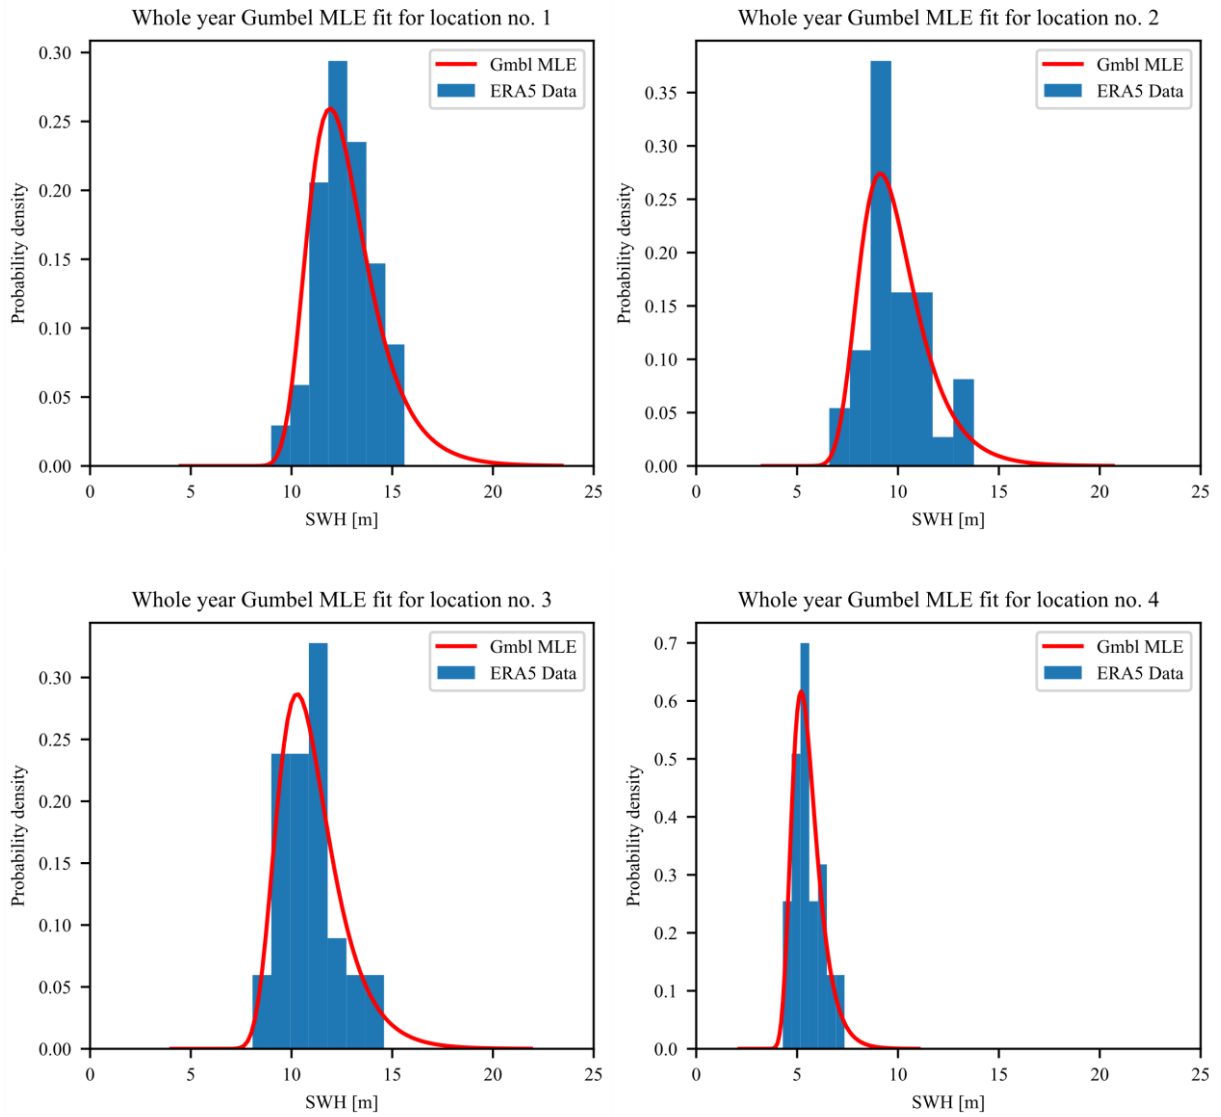 Whole year Gumbel MLE fit for location no. 1
Gmbl MLE
ERA5 Data
Probability density
0.30
0.25
0.20
0.15
0.10
0.05
0.00
0 5 10 15 20 25
SWH [m]
Whole year Gumbel MLE fit for location no. 2
Gmbl MLE
ERA5 Data
Probability density
0.35
0.30
0.25
0.20
0.15
0.10
0.05
0.00
0 5 10 15 20 25
SWH [m]
Whole year Gumbel MLE fit for location no. 3
Gmbl MLE
ERA5 Data
Probability density
0.30
0.25
0.20
0.15
0.10
0.05
0.00
0 5 10 15 20 25
SWH [m]
Whole year Gumbel MLE fit for location no. 4
Gmbl MLE
ERA5 Data
Probability density
0.7
0.6
0.5
0.4
0.3
0.2
0.1
0.0
0 5 10 15 20 25
SWH [m]